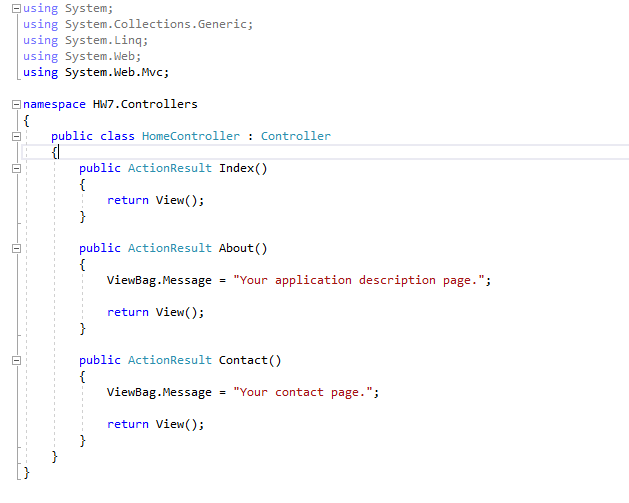 using System;
using System.Collections.Generic;
using System.Linq;
using System.Web;
using System.Web.Mvc;

namespace HW7.Controllers
{
    public class HomeController : Controller
    {
        public ActionResult Index()
        {
            return View();
        }

        public ActionResult About()
        {
            ViewBag.Message = "Your application description page.";

            return View();
        }

        public ActionResult Contact()
        {
            ViewBag.Message = "Your contact page.";

            return View();
        }
    }
}